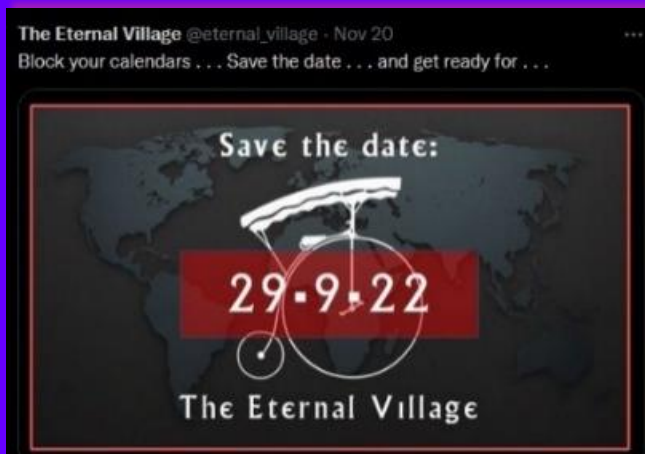 The Eternal Village @eternal_village · Nov 20
Block your calendars . . . Save the date . . . and get ready for . . .
Save the date:
29▪9▪22
The Eternal Village